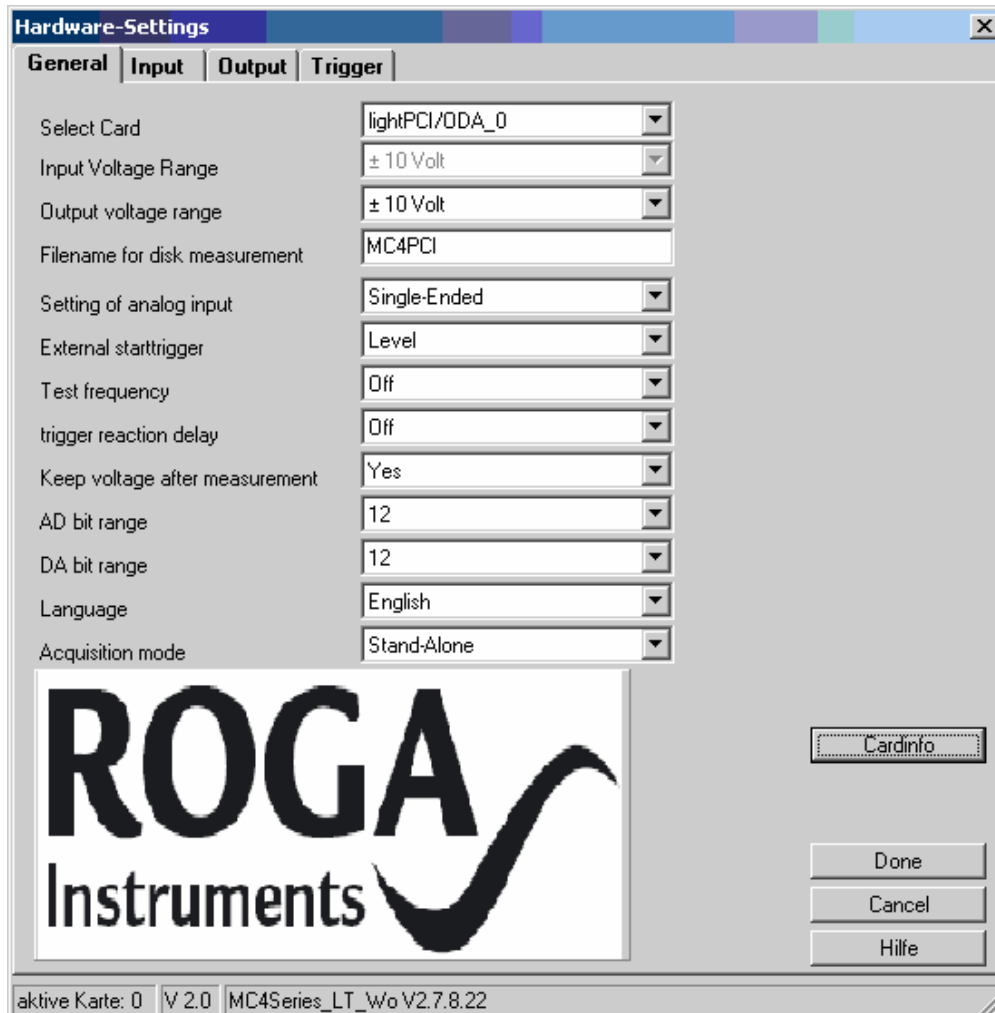 Hardware-Settings
General Input Output Trigger
Select Card lightPCI/ODA_0
Input Voltage Range ± 10 Volt
Output voltage range ± 10 Volt
Filename for disk measurement MC4PCI
Setting of analog input Single-Ended
External starttrigger Level
Test frequency Off
trigger reaction delay Off
Keep voltage after measurement Yes
AD bit range 12
DA bit range 12
Language English
Acquisition mode Stand-Alone
ROGA
Instruments
Cardinfo
Done
Cancel
Hilfe
aktive Karte: 0 V 2.0 MC4Series_LT_Wo V2.7.8.22